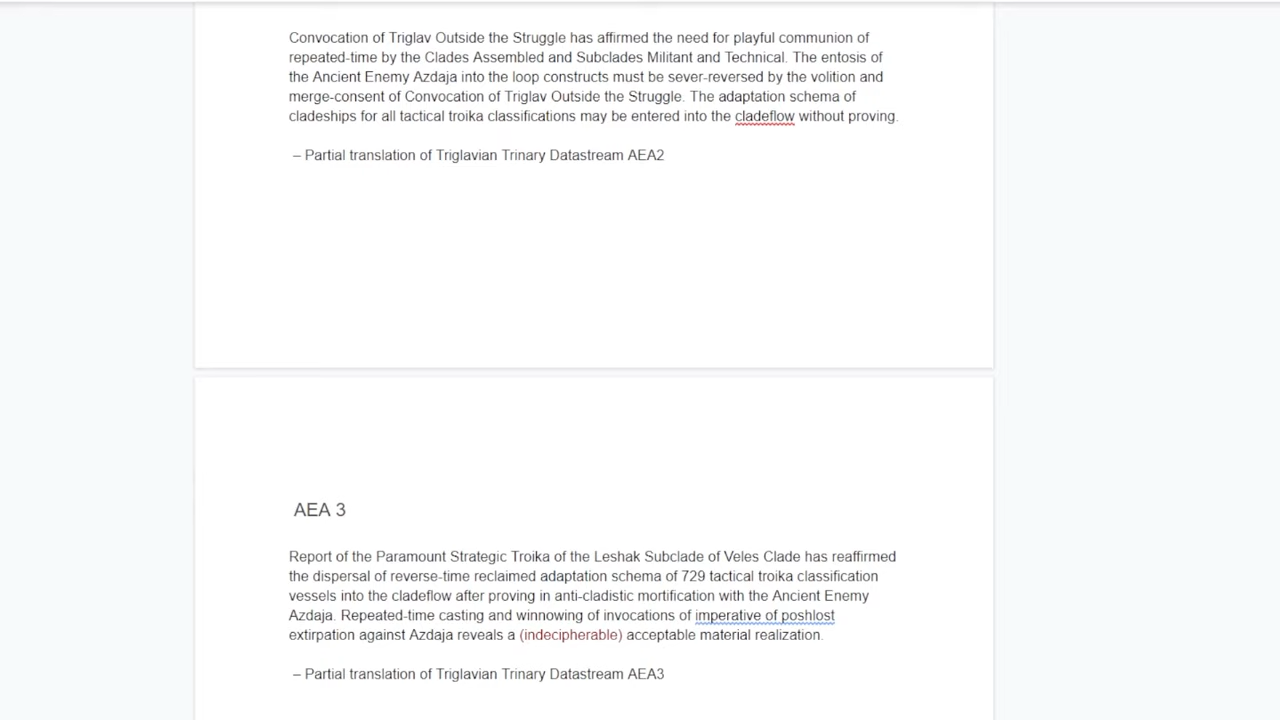 Convocation of Triglav Outside the Struggle has affirmed the need for playful communion of
repeated-time by the Clades Assembled and Subclades Militant and Technical. The entosis of
the Ancient Enemy Azdaja into the loop constructs must be sever-reversed by the volition and
merge-consent of Convocation of Triglav Outside the Struggle. The adaptation schema of
cladeships for all tactical troika classifications may be entered into the cladeflow without proving.
– Partial translation of Triglavian Trinary Datastream AEA2
AEA 3
Report of the Paramount Strategic Troika of the Leshak Subclade of Veles Clade has reaffirmed
the dispersal of reverse-time reclaimed adaptation schema of 729 tactical troika classification
vessels into the cladeflow after proving in anti-cladistic mortification with the Ancient Enemy
Azdaja. Repeated-time casting and winnowing of invocations of imperative of poshlost
extirpation against Azdaja reveals a (indecipherable) acceptable material realization.
– Partial translation of Triglavian Trinary Datastream AEA3